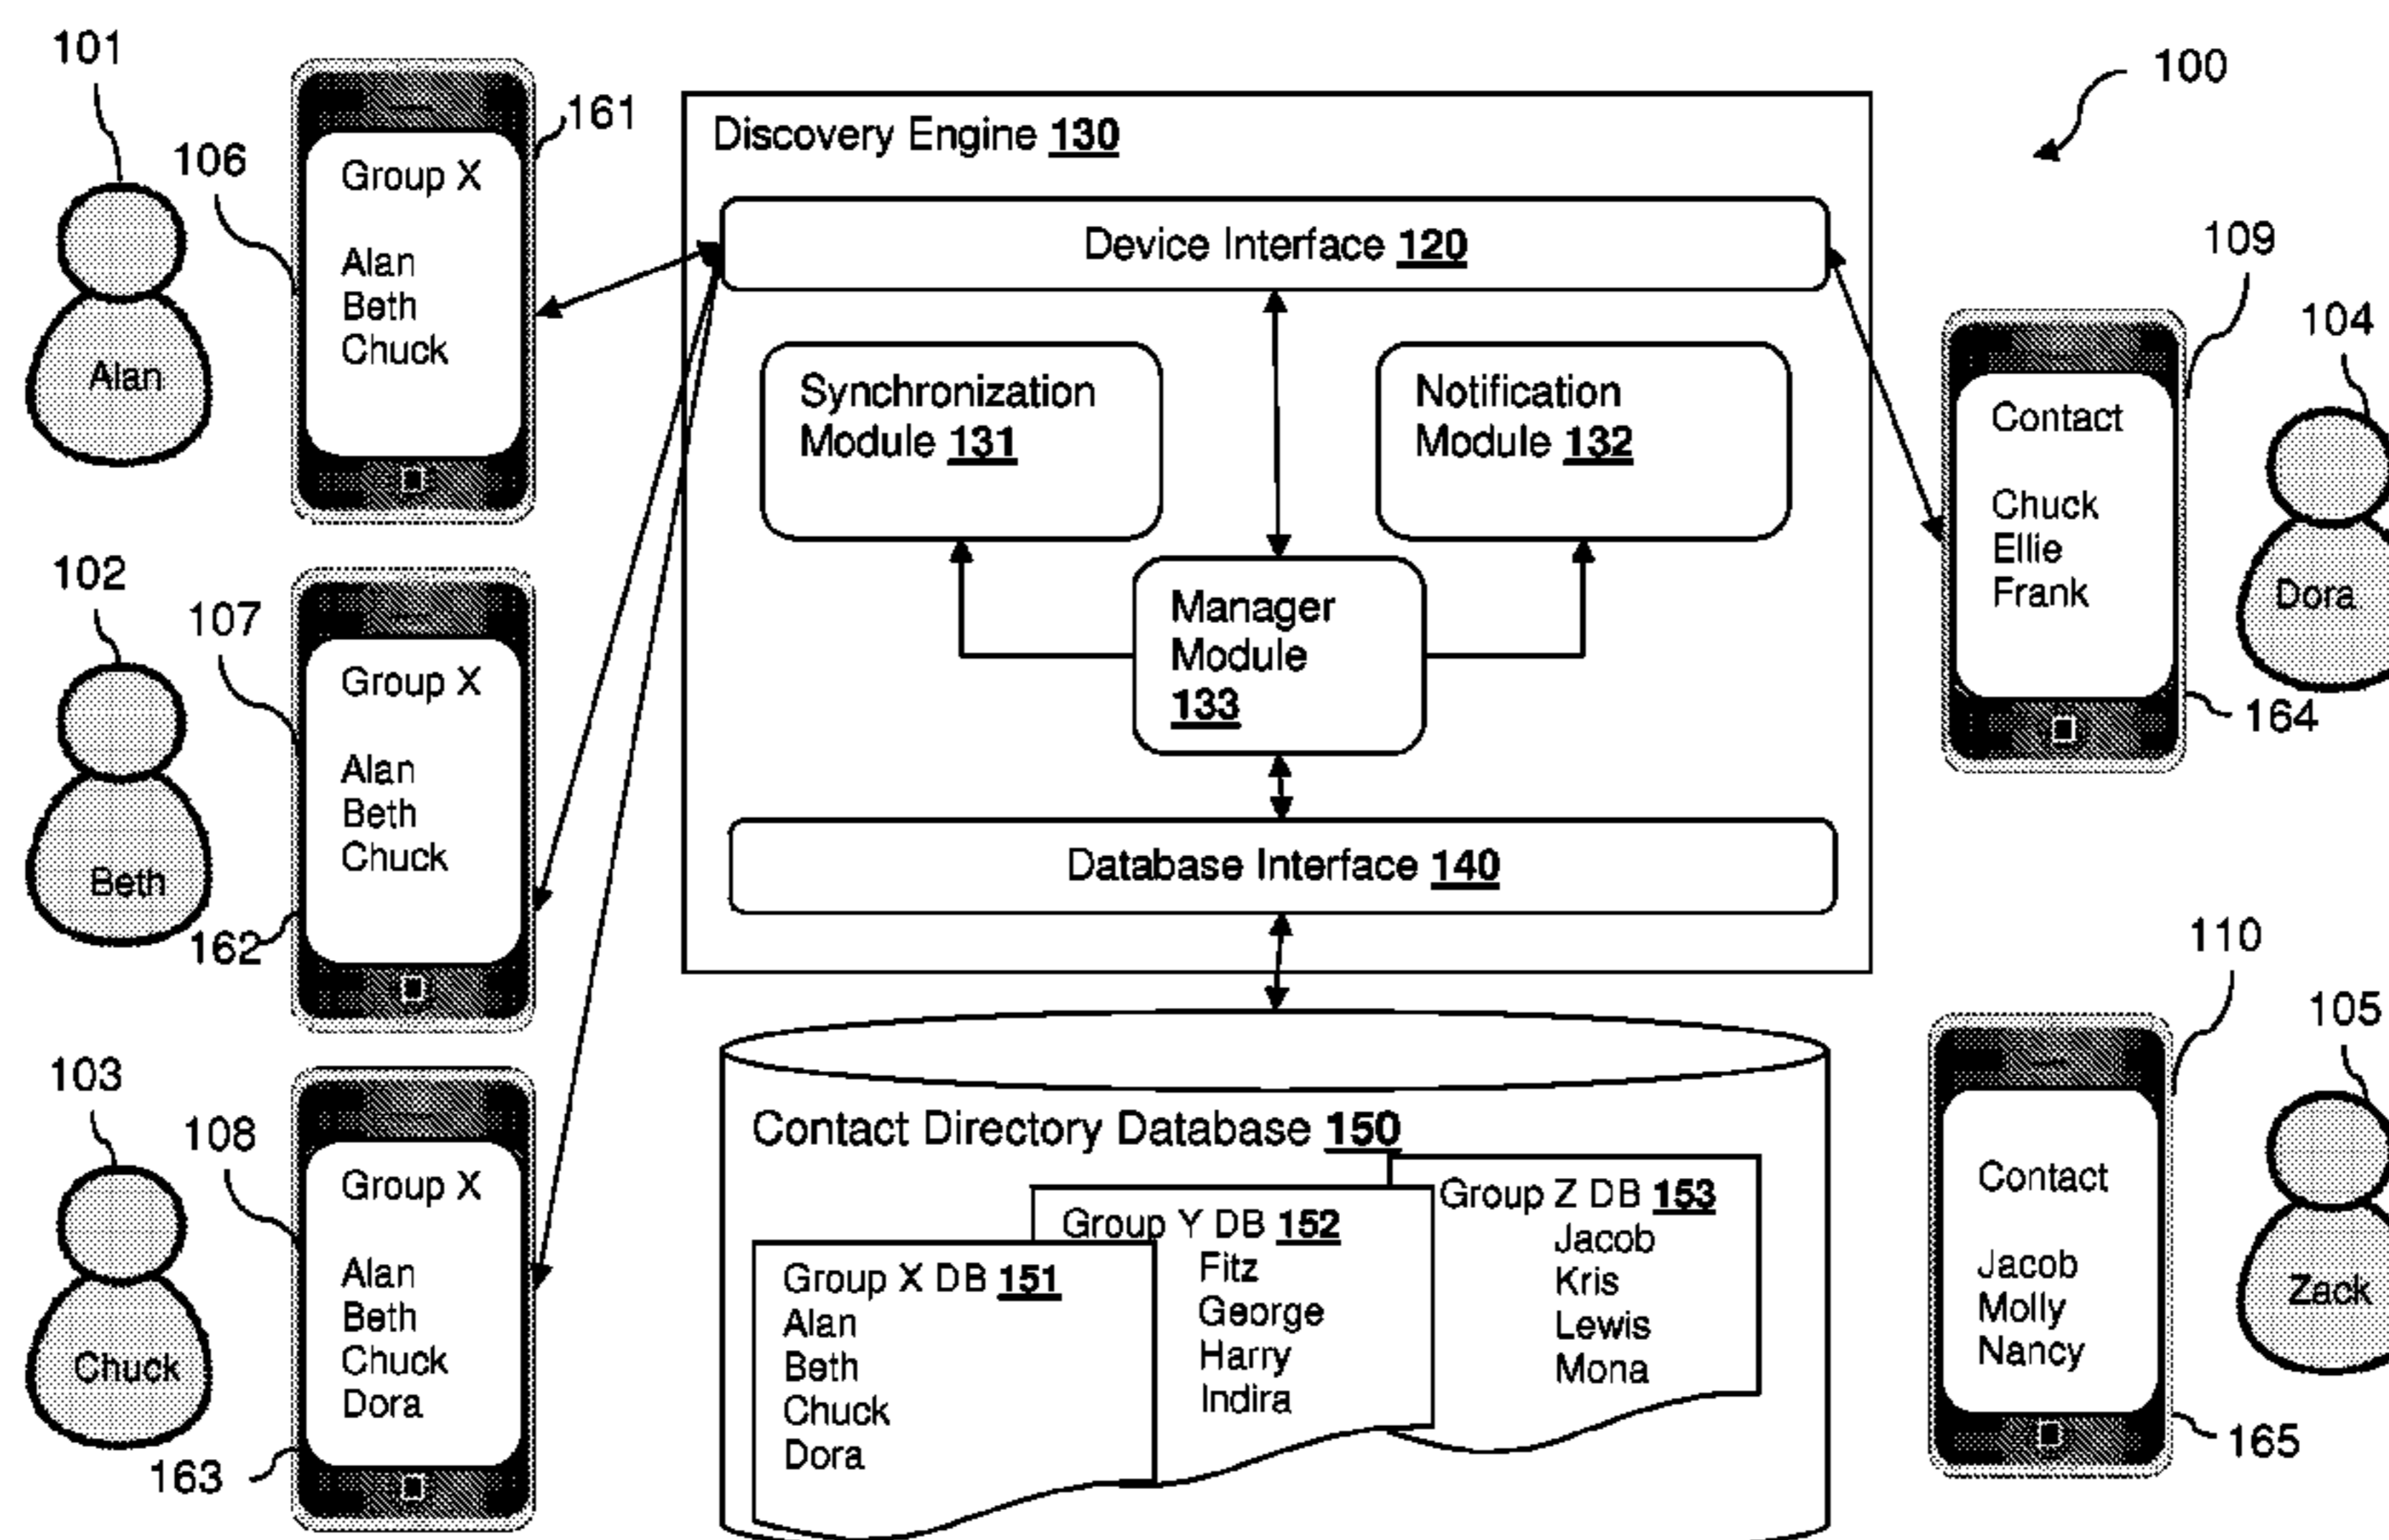 101
106
161
Group X
Alan
Beth
Chuck
Alan
102
107
162
Group X
Alan
Beth
Chuck
Beth
103
108
163
Group X
Alan
Beth
Chuck
Dora
Chuck
Discovery Engine 130
Device Interface 120
Synchronization
Module 131
Notification
Module 132
Manager
Module
133
Database Interface 140
Contact Directory Database 150
Group X DB 151
Alan
Beth
Chuck
Dora
Group Y DB 152
Fitz
George
Harry
Indira
Group Z DB 153
Jacob
Kris
Lewis
Mona
100
109
104
164
Contact
Chuck
Ellie
Frank
Dora
110
105
165
Contact
Jacob
Molly
Nancy
Zack